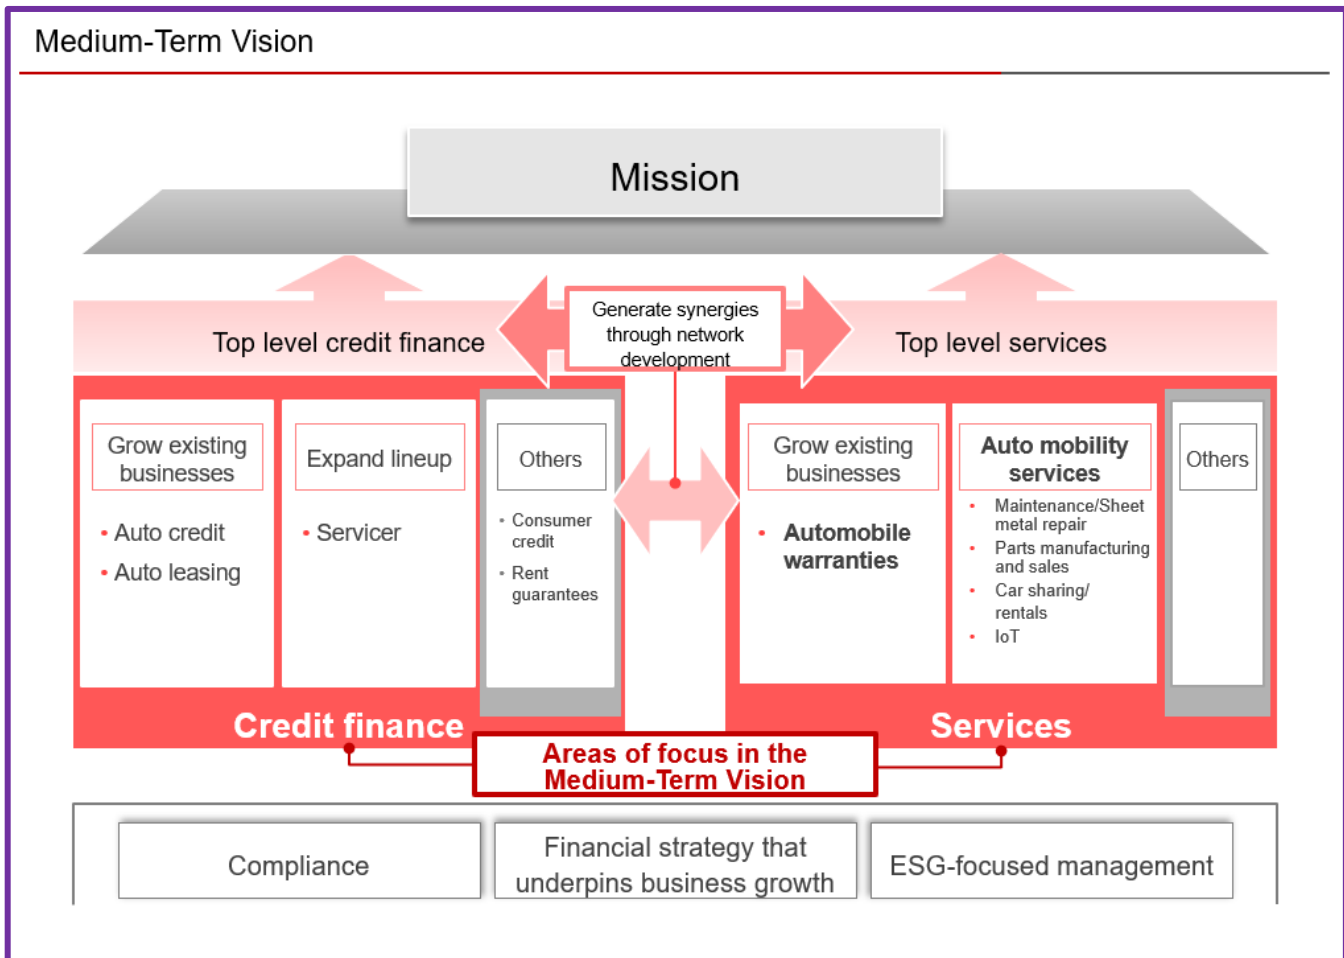 Medium-Term Vision
Mission
Generate synergies
through network
development
Top level credit finance
Top level services
Grow existing
businesses
• Auto credit
• Auto leasing
Expand lineup
• Servicer
Others
• Consumer
credit
• Rent
guarantees
Grow existing
businesses
• Automobile
warranties
Auto mobility
services
• Maintenance/Sheet
metal repair
• Parts manufacturing
and sales
• Car sharing/
rentals
• IoT
Others
Credit finance
Services
Areas of focus in the
Medium-Term Vision
Compliance
Financial strategy that
underpins business growth
ESG-focused management